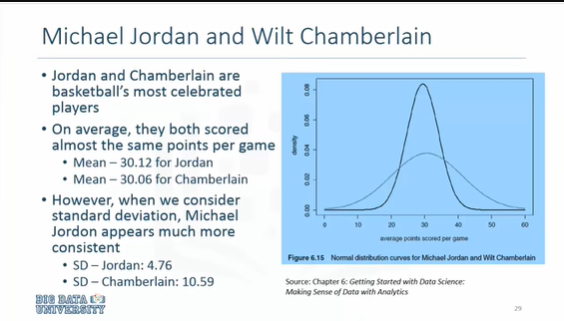 Michael Jordan and Wilt Chamberlain
• Jordan and Chamberlain are
basketball's most celebrated
players
• On average, they both scored
almost the same points per game
• Mean – 30.12 for Jordan
• Mean – 30.06 for Chamberlain
• However, when we consider
standard deviation, Michael
Jordon appears much more
consistent
• SD – Jordan: 4.76
• SD – Chamberlain: 10.59
BIG DATA
UNIVERSITY
density
0.08
0.06
0.04
0.02
0.00
0 10 20 30 40 50 60
average points scored per game
Figure 6.15 Normal distribution curves for Michael Jordan and Wilt Chamberlain
Source: Chapter 6: Getting Started with Data Science:
Making Sense of Data with Analytics
29